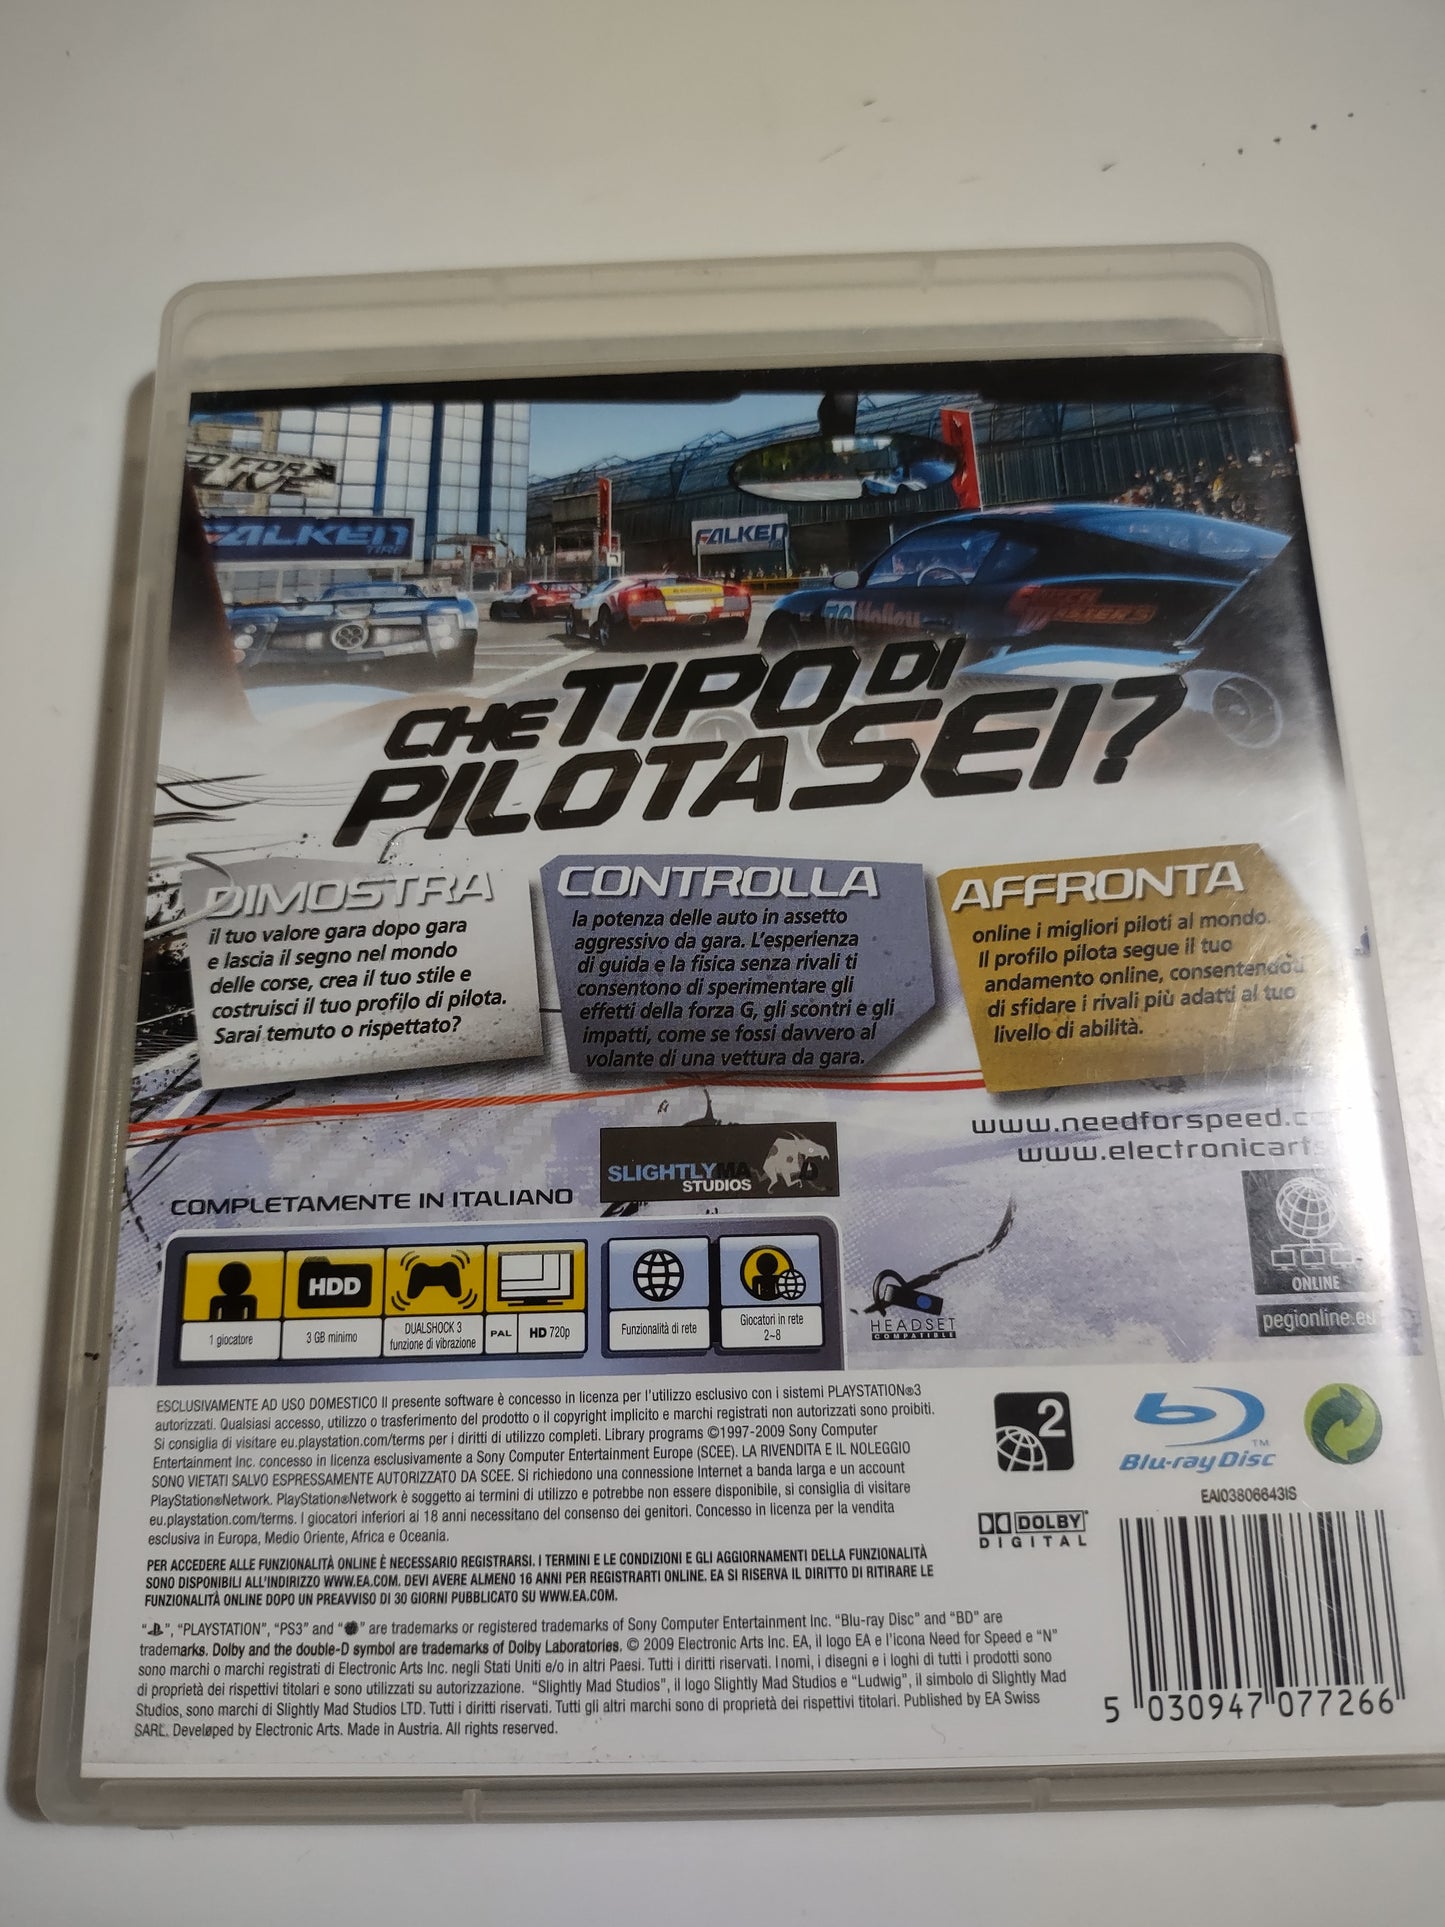 D FOR
LIVE
FALKEN
TIRE
FALKEN
76 Holley
CHE TIPO DI
PILOTA SEI?
DIMOSTRA
il tuo valore gara dopo gara
e lascia il segno nel mondo
delle corse, crea il tuo stile e
costruisci il tuo profilo di pilota.
Sarai temuto o rispettato?
CONTROLLA
la potenza delle auto in assetto
aggressivo da gara. L'esperienza
di guida e la fisica senza rivali ti
consentono di sperimentare gli
effetti della forza G, gli scontri e gli
impatti, come se fossi davvero al
volante di una vettura da gara.
AFFRONTA
online i migliori piloti al mondo.
Il profilo pilota segue il tuo
andamento online, consentendoti
di sfidare i rivali più adatti al tuo
livello di abilità.
www.needforspeed.co
www.electronicarts
SLIGHTLY MAD
STUDIOS
COMPLETAMENTE IN ITALIANO
1 giocatore
HDD
3 GB minimo
DUALSHOCK 3
funzione di vibrazione
PAL
HD 720p
Funzionalità di rete
Giocatori in rete
2-8
HEADSET
COMPATIBLE
ONLINE
pegionline.eu
ESCLUSIVAMENTE AD USO DOMESTICO Il presente software è concesso in licenza per l'utilizzo esclusivo con i sistemi PLAYSTATION®3
autorizzati. Qualsiasi accesso, utilizzo o trasferimento del prodotto o il copyright implicito e marchi registrati non autorizzati sono proibiti.
Si consiglia di visitare eu.playstation.com/terms per i diritti di utilizzo completi. Library programs ©1997-2009 Sony Computer
Entertainment Inc. concesso in licenza esclusivamente a Sony Computer Entertainment Europe (SCEE). LA RIVENDITA E IL NOLEGGIO
SONO VIETATI SALVO ESPRESSAMENTE AUTORIZZATO DA SCEE. Si richiedono una connessione Internet a banda larga e un account
PlayStation®Network. PlayStation®Network è soggetto ai termini di utilizzo e potrebbe non essere disponibile, si consiglia di visitare
eu.playstation.com/terms. I giocatori inferiori ai 18 anni necessitano del consenso dei genitori. Concesso in licenza per la vendita
esclusiva in Europa, Medio Oriente, Africa e Oceania.
PER ACCEDERE ALLE FUNZIONALITÀ ONLINE È NECESSARIO REGISTRARSI. I TERMINI E LE CONDIZIONI E GLI AGGIORNAMENTI DELLA FUNZIONALITÀ
SONO DISPONIBILI ALL'INDIRIZZO WWW.EA.COM. DEVI AVERE ALMENO 16 ANNI PER REGISTRARTI ONLINE. EA SI RISERVA IL DIRITTO DI RITIRARE LE
FUNZIONALITÀ ONLINE DOPO UN PREAVVISO DI 30 GIORNI PUBBLICATO SU WWW.EA.COM.
" ", "PLAYSTATION", "PS3" and " " are trademarks or registered trademarks of Sony Computer Entertainment Inc. "Blu-ray Disc" and "BD" are
trademarks. Dolby and the double-D symbol are trademarks of Dolby Laboratories. © 2009 Electronic Arts Inc. EA, il logo EA e l'icona Need for Speed e "N"
sono marchi o marchi registrati di Electronic Arts Inc. negli Stati Uniti e/o in altri Paesi. Tutti i diritti riservati. I nomi, i disegni e i loghi di tutti i prodotti sono
di proprietà dei rispettivi titolari e sono utilizzati su autorizzazione. "Slightly Mad Studios", il logo Slightly Mad Studios e "Ludwig", il simbolo di Slightly Mad
Studios, sono marchi di Slightly Mad Studios LTD. Tutti i diritti riservati. Tutti gli altri marchi sono di proprietà dei rispettivi titolari. Published by EA Swiss
SARL. Developed by Electronic Arts. Made in Austria. All rights reserved.
2
Blu-ray Disc™
DOLBY
DIGITAL
EAI03806643IS
5 030947 077266